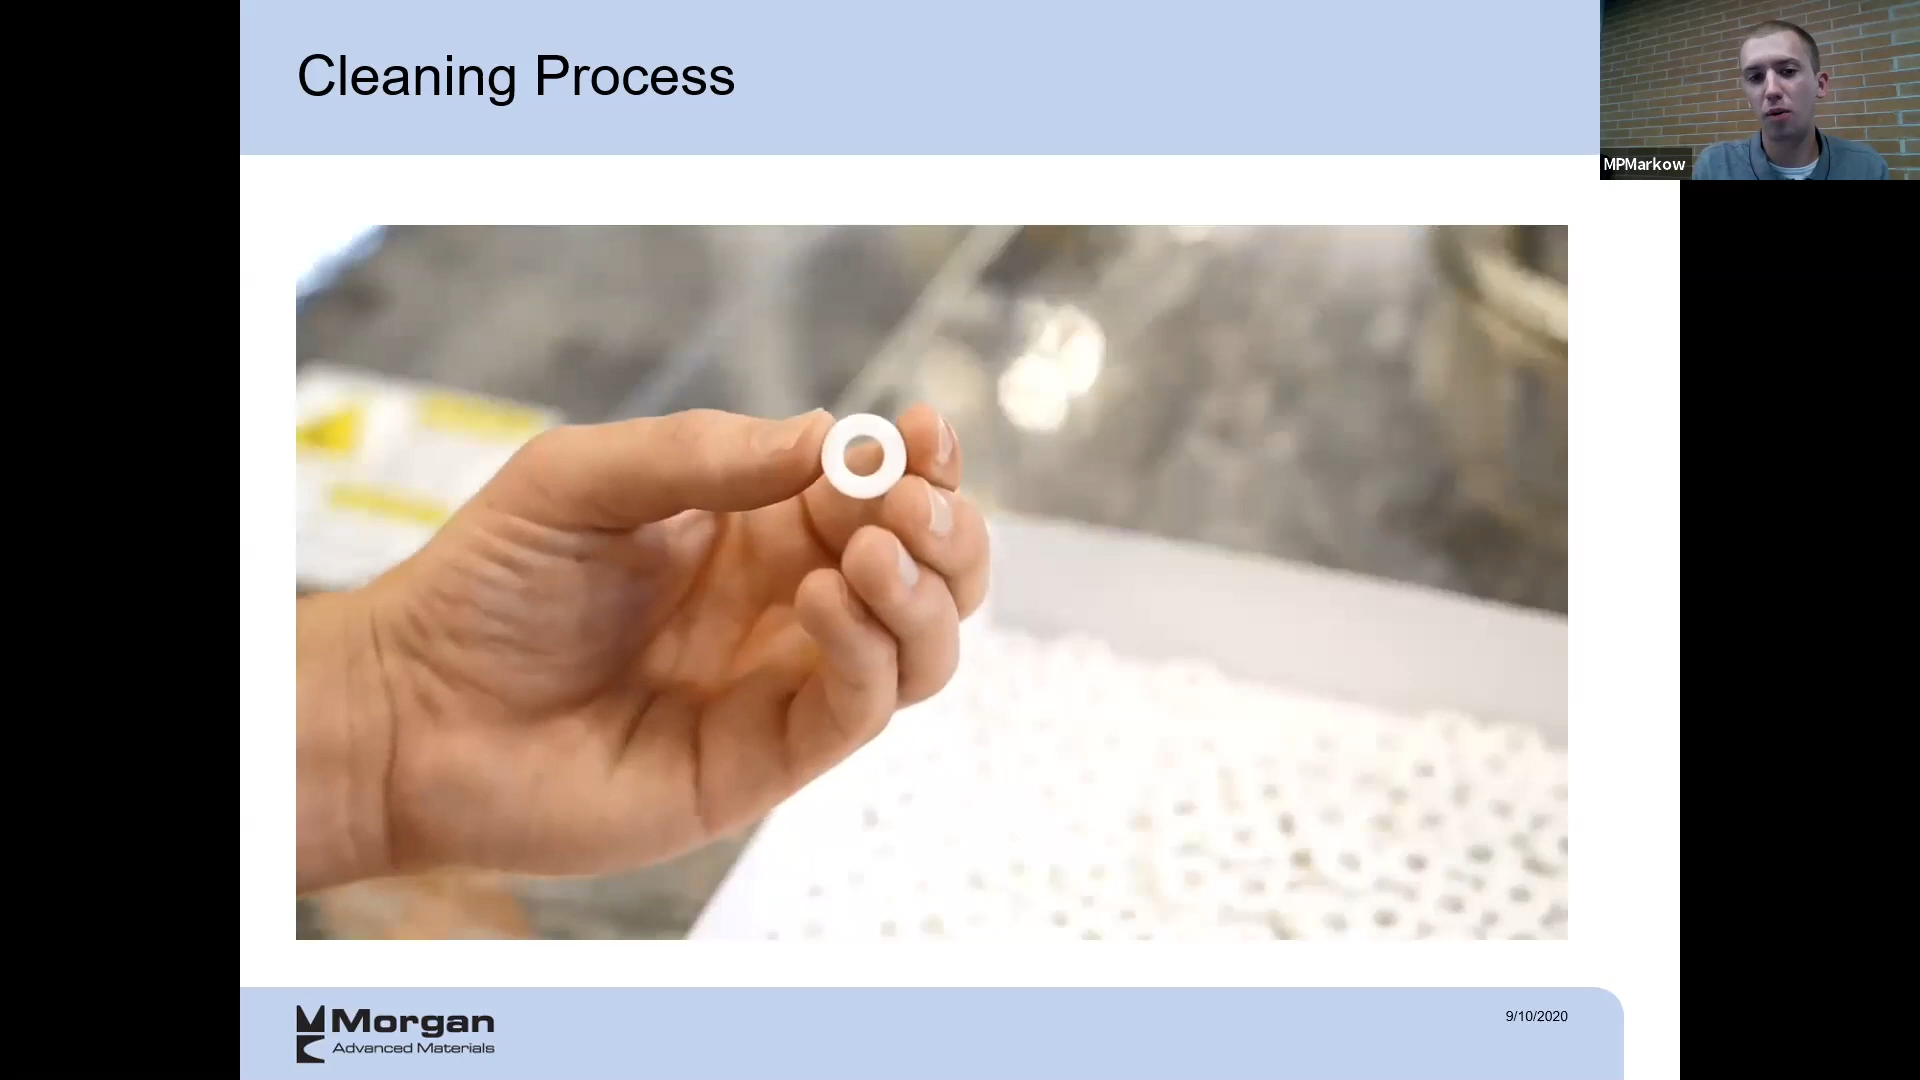 Cleaning Process
MPMarkow
Morgan
Advanced Materials
9/10/2020